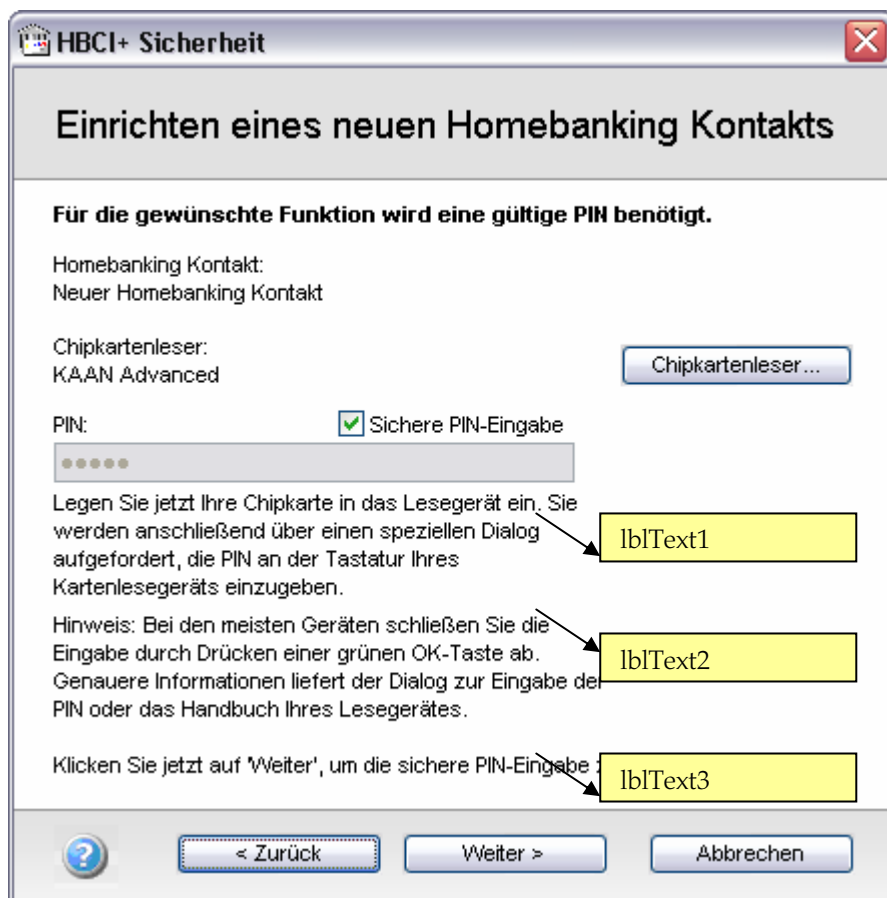 HBCI+ Sicherheit
Einrichten eines neuen Homebanking Kontakts
Für die gewünschte Funktion wird eine gültige PIN benötigt.
Homebanking Kontakt:
Neuer Homebanking Kontakt
Chipkartenleser:
KAAN Advanced
Chipkartenleser...
PIN:
Sichere PIN-Eingabe
Legen Sie jetzt Ihre Chipkarte in das Lesegerät ein. Sie
werden anschließend über einen speziellen Dialog
aufgefordert, die PIN an der Tastatur Ihres
Kartenlesegeräts einzugeben.
lblText1
Hinweis: Bei den meisten Geräten schließen Sie die
Eingabe durch Drücken einer grünen OK-Taste ab.
Genauere Informationen liefert der Dialog zur Eingabe der
PIN oder das Handbuch Ihres Lesegerätes.
lblText2
Klicken Sie jetzt auf 'Weiter', um die sichere PIN-Eingabe
lblText3
< Zurück
Weiter >
Abbrechen